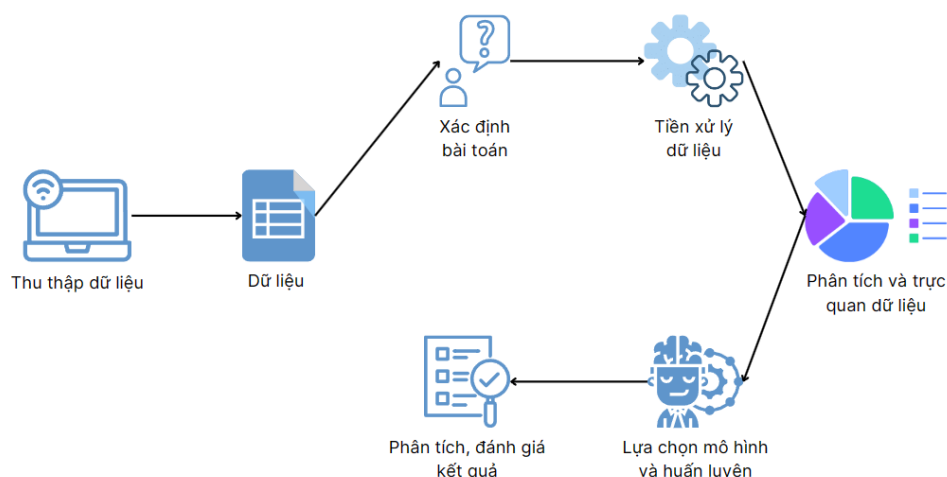 Xác định
bài toán
Tiền xử lý
dữ liệu
Thu thập dữ liệu
Dữ liệu
Phân tích và trực
quan dữ liệu
Phân tích, đánh giá
kết quả
Lựa chọn mô hình
và huấn luyện